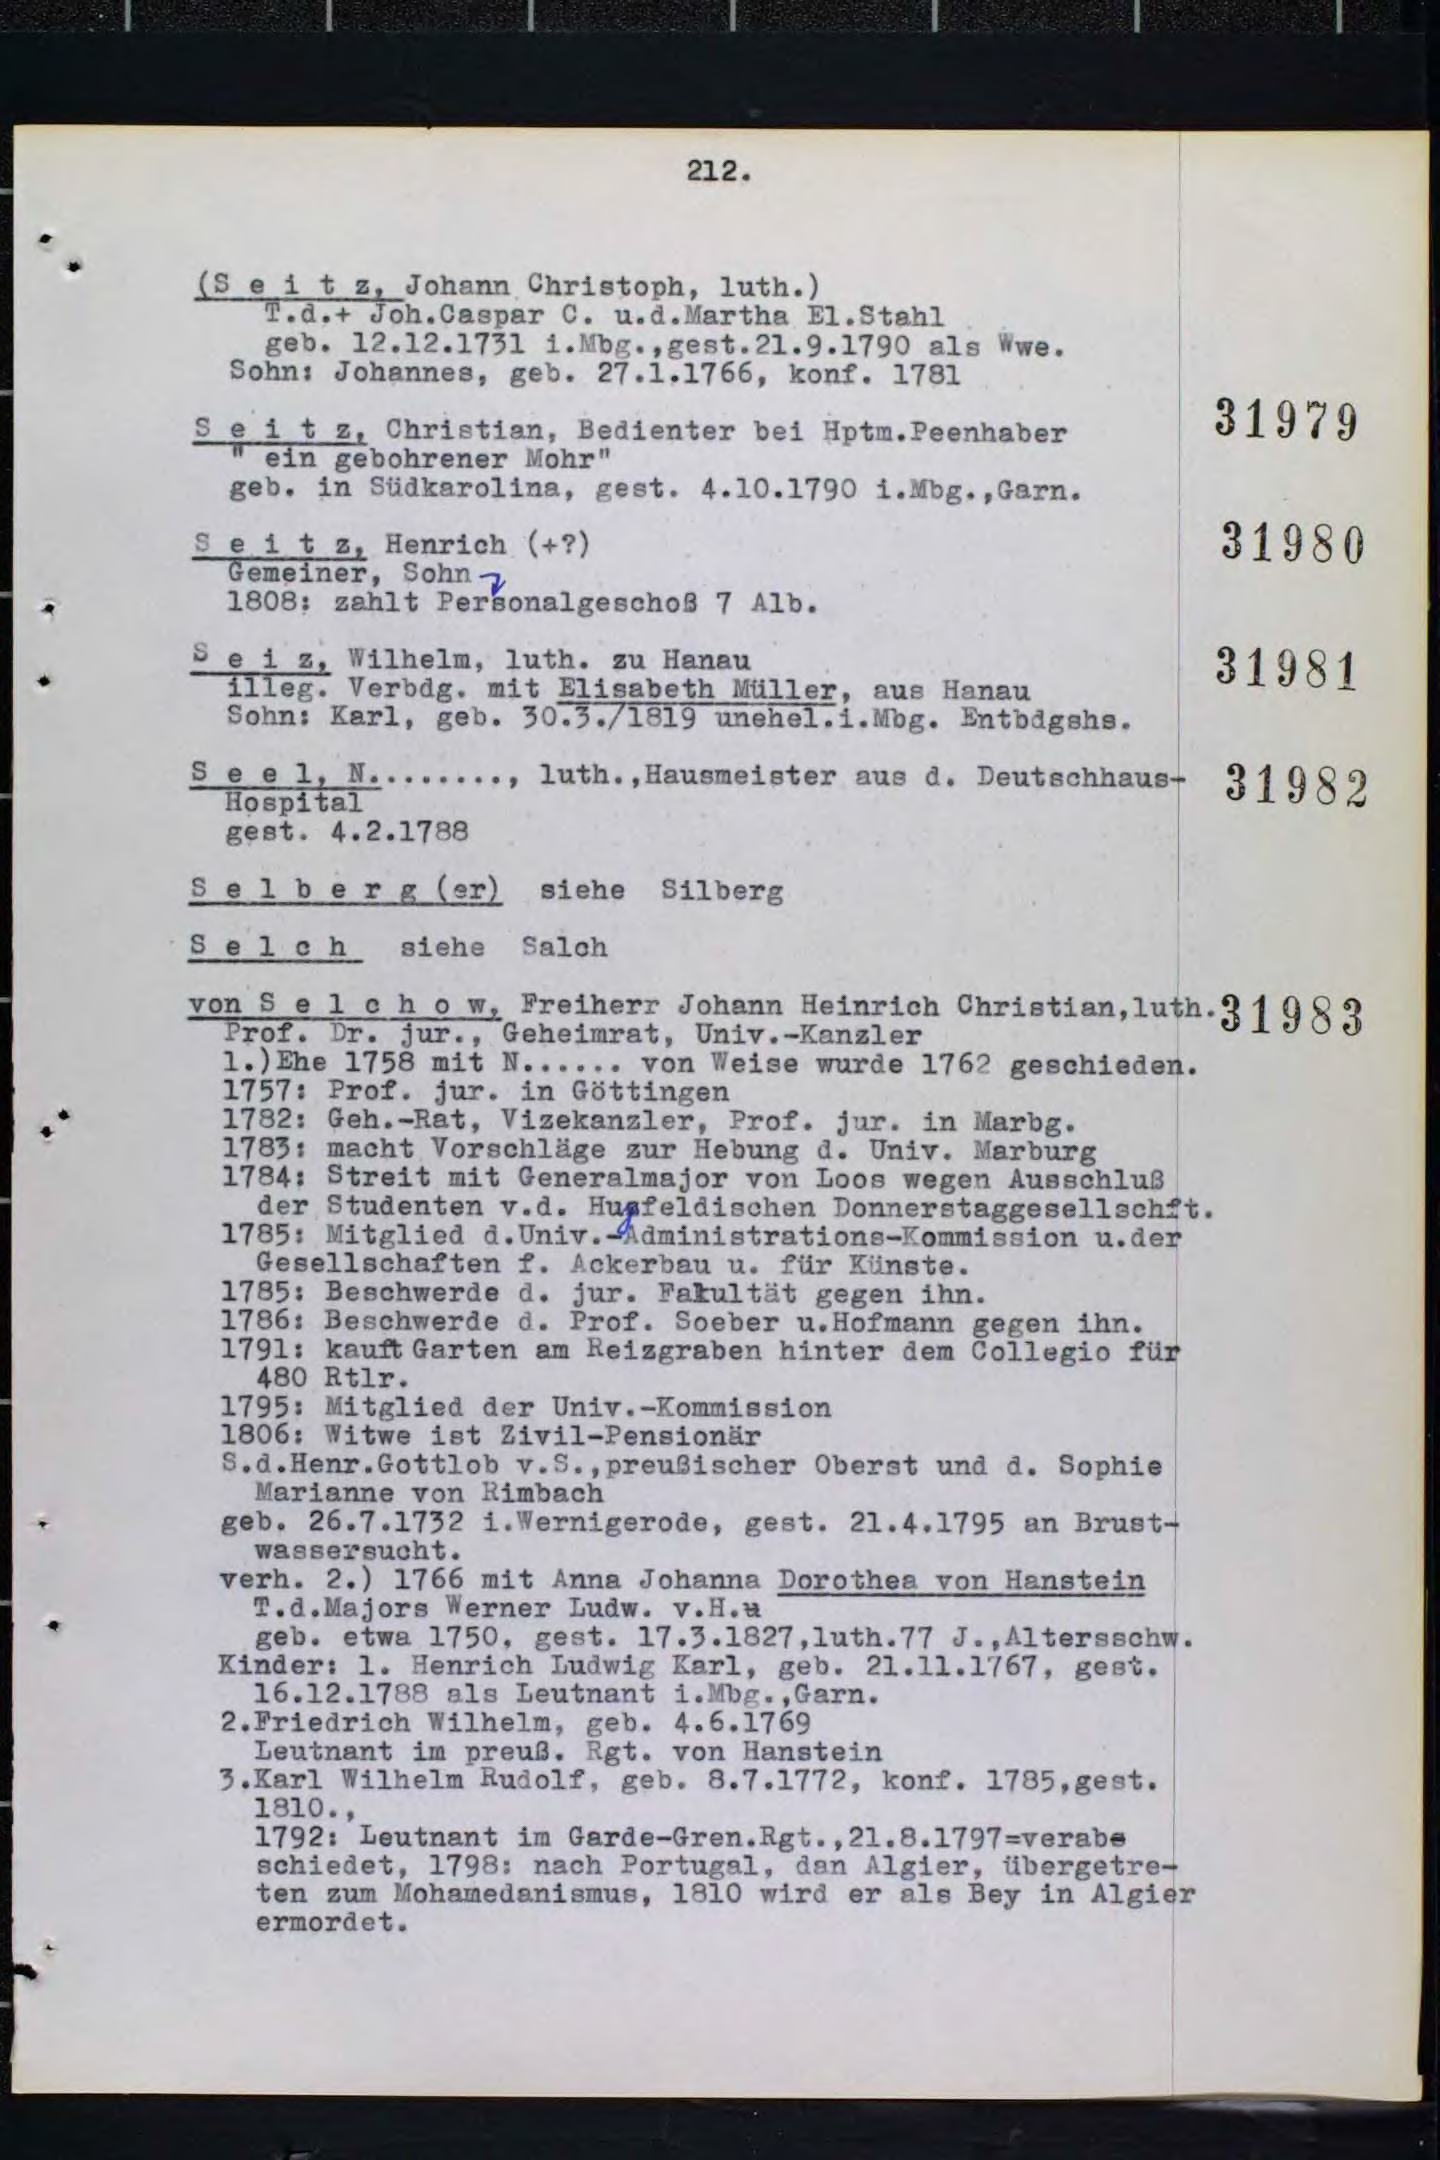 212.
(S e i t z, Johann Christoph, luth.)
T.d.+ Joh.Caspar C. u.d.Martha El.Stahl
geb. 12.12.1731 i.Mbg.,gest.21.9.1790 als Wwe.
Sohn: Johannes, geb. 27.1.1766, konf. 1781
S e i t z, Christian, Bedienter bei Hptm.Peenhaber 31979
" ein gebohrener Mohr"
geb. in Südkarolina, gest. 4.10.1790 i.Mbg.,Garn.
S e i t z, Henrich (+?) 31980
Gemeiner, Sohn
1808: zahlt Personalgeschoß 7 Alb.
S e i z, Wilhelm, luth. zu Hanau 31981
illeg. Verbdg. mit Elisabeth Müller, aus Hanau
Sohn: Karl, geb. 30.3./1819 unehel.i.Mbg. Entbdgshs.
S e e l, N........, luth.,Hausmeister aus d. Deutschhaus- 31982
Hospital
gest. 4.2.1788
S e l b e r g (er) siehe Silberg
S e l c h siehe Salch
von S e l c h o w, Freiherr Johann Heinrich Christian,luth. 31983
Prof. Dr. jur., Geheimrat, Univ.-Kanzler
1.)Ehe 1758 mit N...... von Weise wurde 1762 geschieden.
1757: Prof. jur. in Göttingen
1782: Geh.-Rat, Vizekanzler, Prof. jur. in Marbg.
1783: macht Vorschläge zur Hebung d. Univ. Marburg
1784: Streit mit Generalmajor von Loos wegen Ausschluß
der Studenten v.d. Hupfeldischen Donnerstaggesellschft.
1785: Mitglied d.Univ.-Administrations-Kommission u.der
Gesellschaften f. Ackerbau u. für Künste.
1785: Beschwerde d. jur. Fakultät gegen ihn.
1786: Beschwerde d. Prof. Soeber u.Hofmann gegen ihn.
1791: kauft Garten am Reizgraben hinter dem Collegio für
480 Rtlr.
1795: Mitglied der Univ.-Kommission
1806: Witwe ist Zivil-Pensionär
S.d.Henr.Gottlob v.S.,preußischer Oberst und d. Sophie
Marianne von Rimbach
geb. 26.7.1732 i.Wernigerode, gest. 21.4.1795 an Brust-
wassersucht.
verh. 2.) 1766 mit Anna Johanna Dorothea von Hanstein
T.d.Majors Werner Ludw. v.H.
geb. etwa 1750, gest. 17.3.1827,luth.77 J.,Altersschw.
Kinder: 1. Henrich Ludwig Karl, geb. 21.11.1767, gest.
16.12.1788 als Leutnant i.Mbg.,Garn.
2.Friedrich Wilhelm, geb. 4.6.1769
Leutnant im preuß. Rgt. von Hanstein
3.Karl Wilhelm Rudolf, geb. 8.7.1772, konf. 1785,gest.
1810.,
1792: Leutnant im Garde-Gren.Rgt.,21.8.1797=verabs
schiedet, 1798: nach Portugal, dan Algier, übergetre-
ten zum Mohamedanismus, 1810 wird er als Bey in Algier
ermordet.